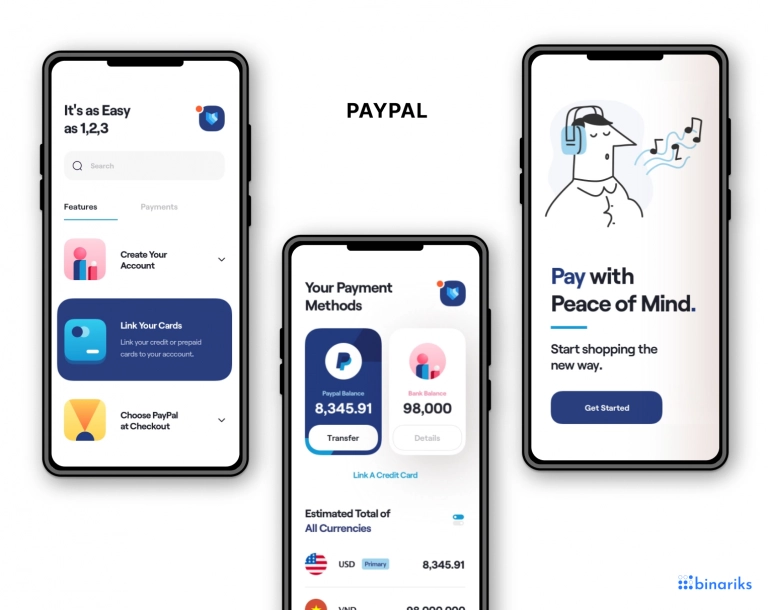 PAYPAL
It's as Easy
as 1,2,3
Search
Features
Payments
Create Your
Account
Link Your Cards
Link your credit or prepaid
cards to your acccount.
Choose PayPal
at Checkout
Your Payment
Methods
Paypal Balance
8,345.91
Transfer
Bank Balance
98,000
Details
Link A Credit Card
Estimated Total of
All Currencies
USD
Primary
8,345.91
VND
98,000,000
Pay with
Peace of Mind.
Start shopping the
new way.
Get Started
binariks